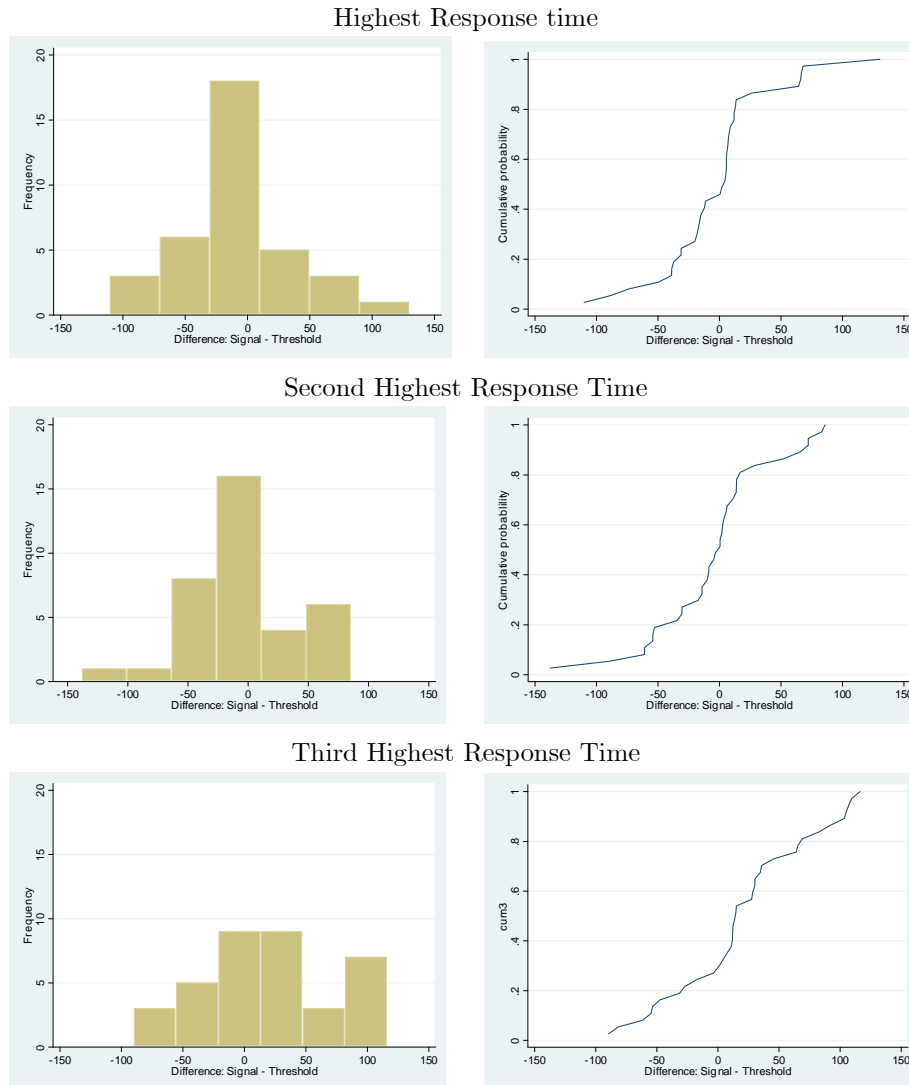 Highest Response time
20
15
10
5
0
Frequency
-150 -100 -50 0 50 100 150
Difference: Signal - Threshold
1
.8
.6
.4
.2
0
Cumulative probability
-150 -100 -50 0 50 100 150
Difference: Signal - Threshold
Second Highest Response Time
20
15
10
5
0
Frequency
-150 -100 -50 0 50 100 150
Difference: Signal - Threshold
1
.8
.6
.4
.2
0
Cumulative probablility
-150 -100 -50 0 50 100 150
Difference: Signal - Threshold
Third Highest Response Time
20
15
10
5
0
Frequency
-150 -100 -50 0 50 100 150
Difference: Signal - Threshold
1
.8
.6
.4
.2
0
cum3
-150 -100 -50 0 50 100 150
Difference: Signal - Threshold